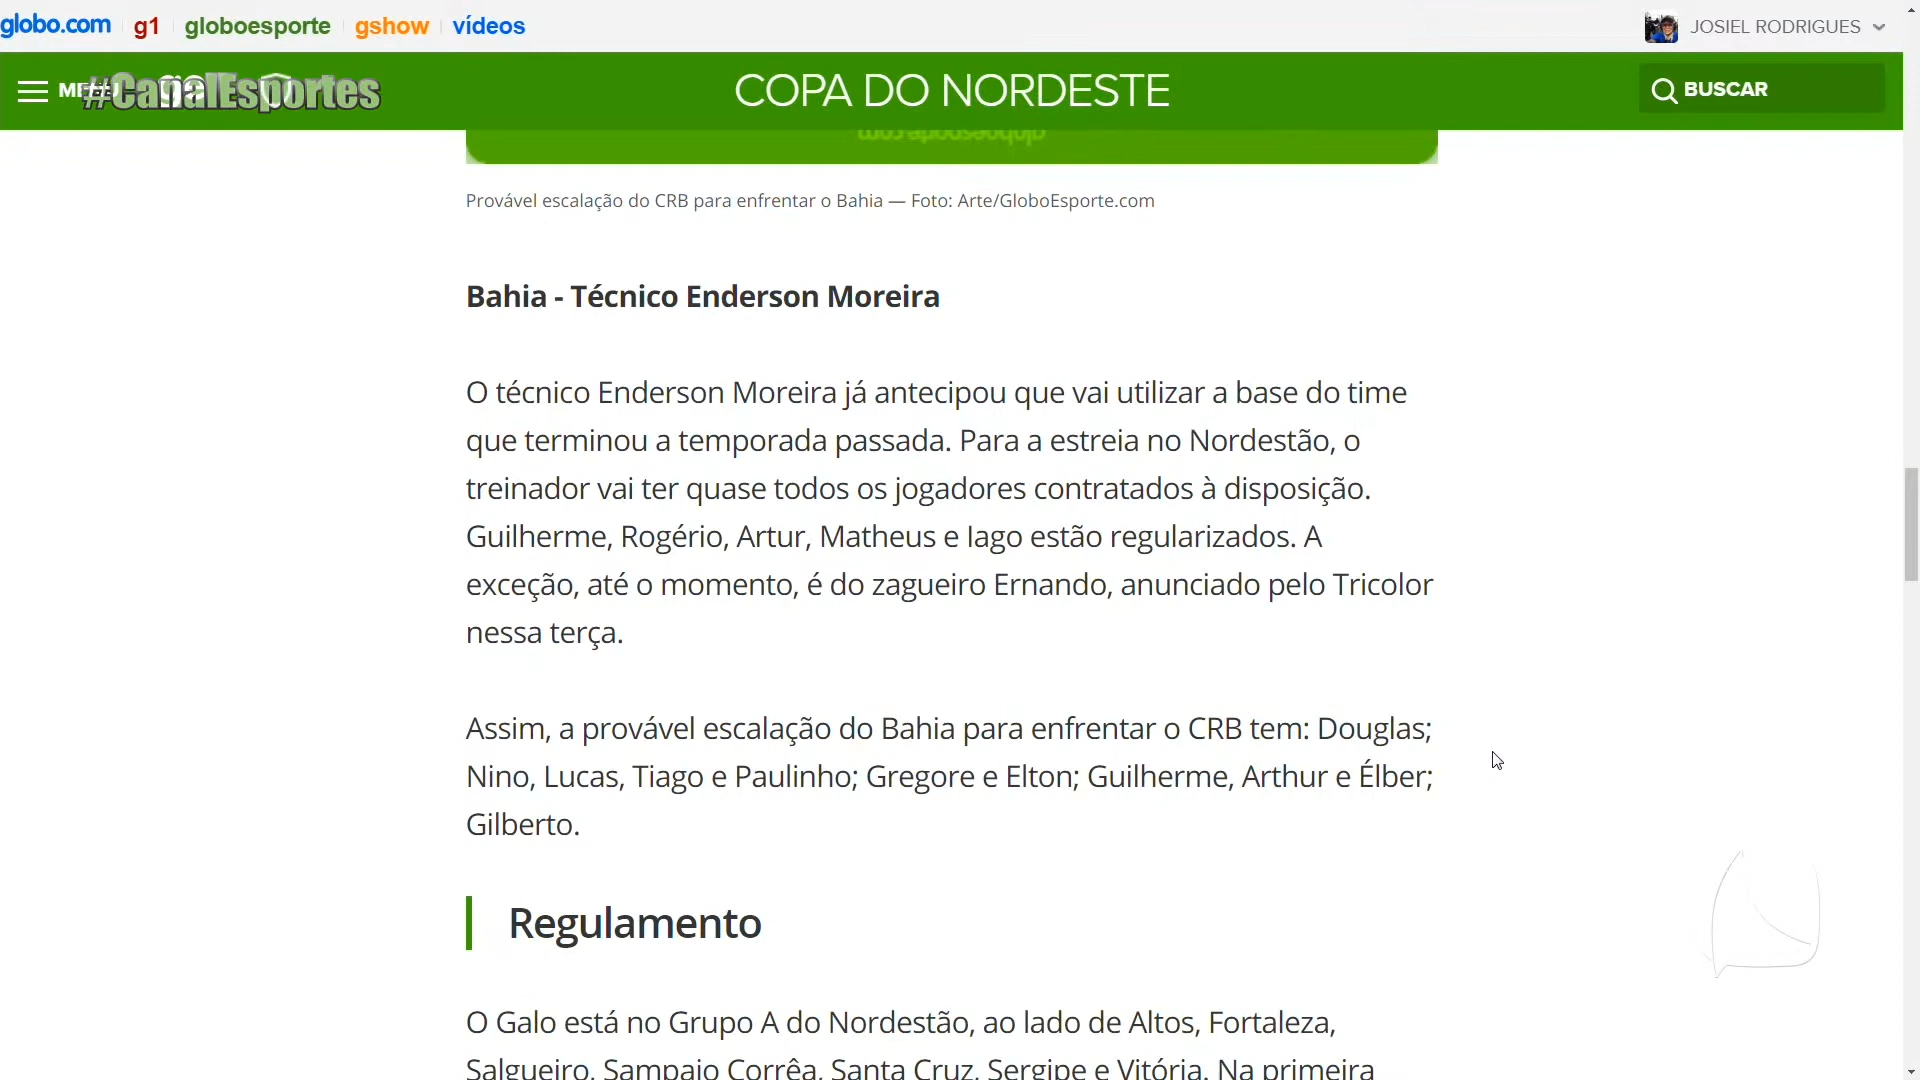 globo.com g1 globoesporte gshow vídeos JOSIEL RODRIGUES
#CanalEsportes COPA DO NORDESTE BUSCAR
Provável escalação do CRB para enfrentar o Bahia — Foto: Arte/GloboEsporte.com
Bahia - Técnico Enderson Moreira
O técnico Enderson Moreira já antecipou que vai utilizar a base do time
que terminou a temporada passada. Para a estreia no Nordestão, o
treinador vai ter quase todos os jogadores contratados à disposição.
Guilherme, Rogério, Artur, Matheus e Iago estão regularizados. A
exceção, até o momento, é do zagueiro Ernando, anunciado pelo Tricolor
nessa terça.
Assim, a provável escalação do Bahia para enfrentar o CRB tem: Douglas;
Nino, Lucas, Tiago e Paulinho; Gregore e Elton; Guilherme, Arthur e Élber;
Gilberto.
Regulamento
O Galo está no Grupo A do Nordestão, ao lado de Altos, Fortaleza,
Salgueiro, Sampaio Corrêa, Santa Cruz, Sergipe e Vitória. Na primeira